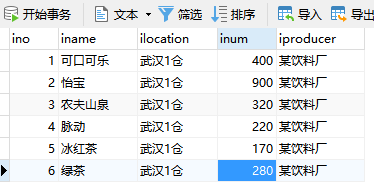 开始事务 文本 筛选 排序 导入 导出
ino iname ilocation inum iproducer
1 可口可乐 武汉1仓 400 某饮料厂
2 怡宝 武汉1仓 900 某饮料厂
3 农夫山泉 武汉1仓 320 某饮料厂
4 脉动 武汉1仓 220 某饮料厂
5 冰红茶 武汉1仓 170 某饮料厂
6 绿茶 武汉1仓 280 某饮料厂